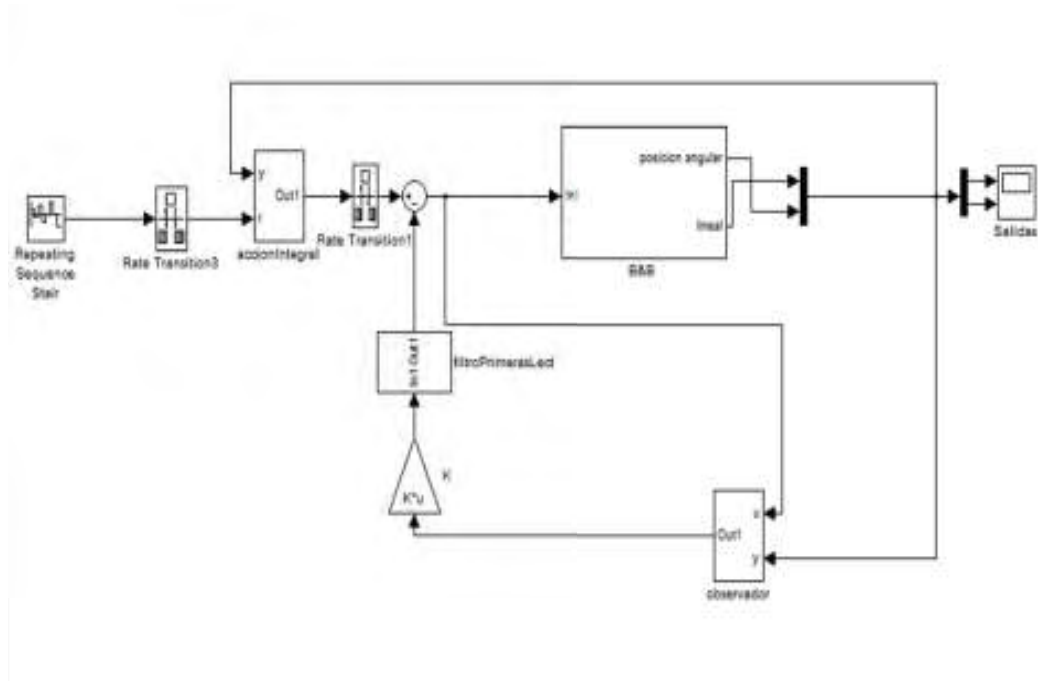 y
Out1
r
accionIntegral
Repeating
Sequence
Stair
Rate Transition3
Rate Transition1
posicion angular
In1
lineal
B&B
Salidas
In1 Out1
filtroPrimerasLect
K
K*u
Out1
y
observador